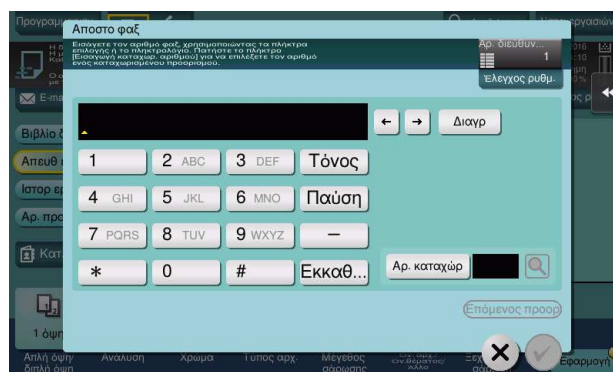 Αποστο φαξ
Εισάγετε τον αριθμό φαξ, χρησιμοποιώντας τα πλήκτρα
επιλογής ή το πληκτρολόγιο. Πατήστε το πλήκτρο
[Εισαγωγή καταχωρ. αριθμού] για να επιλέξετε τον αριθμό
ενός καταχωρισμένου προορισμού.
Αρ. διευθυν...
1
Έλεγχος ρυθμ.
E-ma
Βιβλίο
Απευθ
Ιστορ ερ
Αρ. προ
Κατ
← → Διαγρ
1 2 ABC 3 DEF Τόνος
4 GHI 5 JKL 6 MNO Παύση
7 PQRS 8 TUV 9 WXYZ –
* 0 # Εκκαθ...
Αρ. καταχώρ
Επόμενος προορ
1 όψη
Απλή όψη/ Ανάλυση Χρώμα Τύπος αρχ. Μέγεθος
διπλή όψη σάρωσης
Εφαρμογή